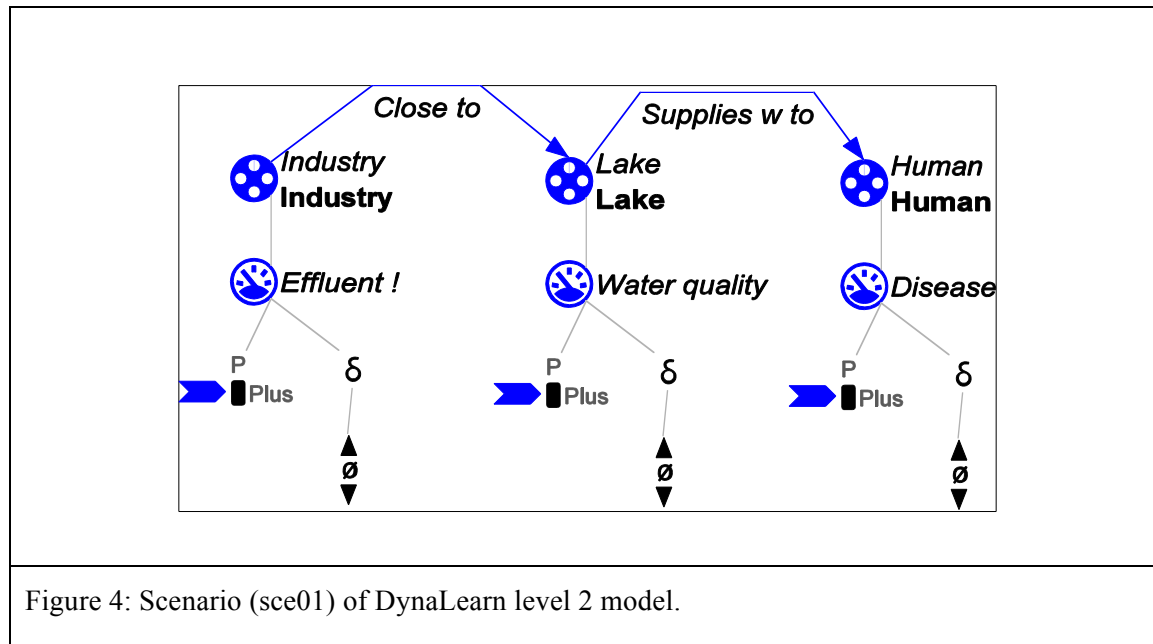 Close to
Supplies w to
Industry
Industry
Lake
Lake
Human
Human
Effluent !
Water quality
Disease
P
δ
P
δ
P
δ
Plus
Plus
Plus
ø
ø
ø
Figure 4: Scenario (sce01) of DynaLearn level 2 model.